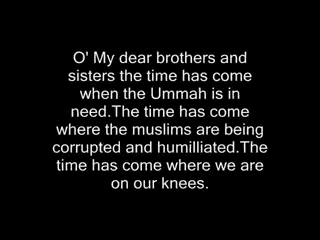 O' My dear brothers and
sisters the time has come
when the Ummah is in
need.The time has come
where the muslims are being
corrupted and humilliated.The
time has come where we are
on our knees.